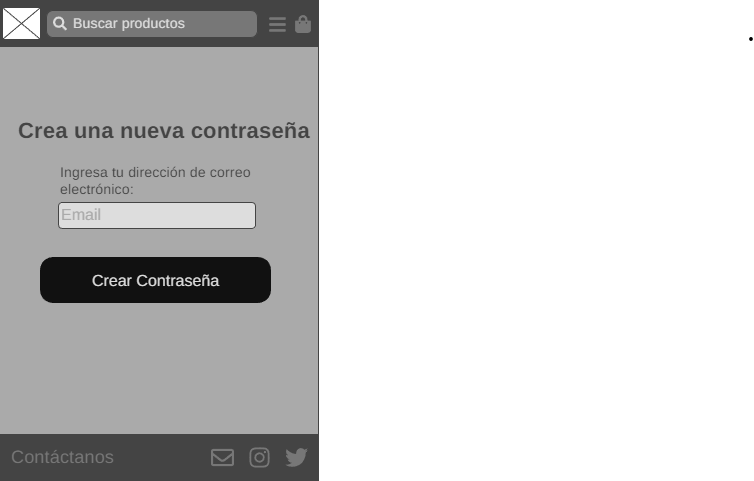 Buscar productos
Crea una nueva contraseña
Ingresa tu dirección de correo
electrónico:
Email
Crear Contraseña
Contáctanos